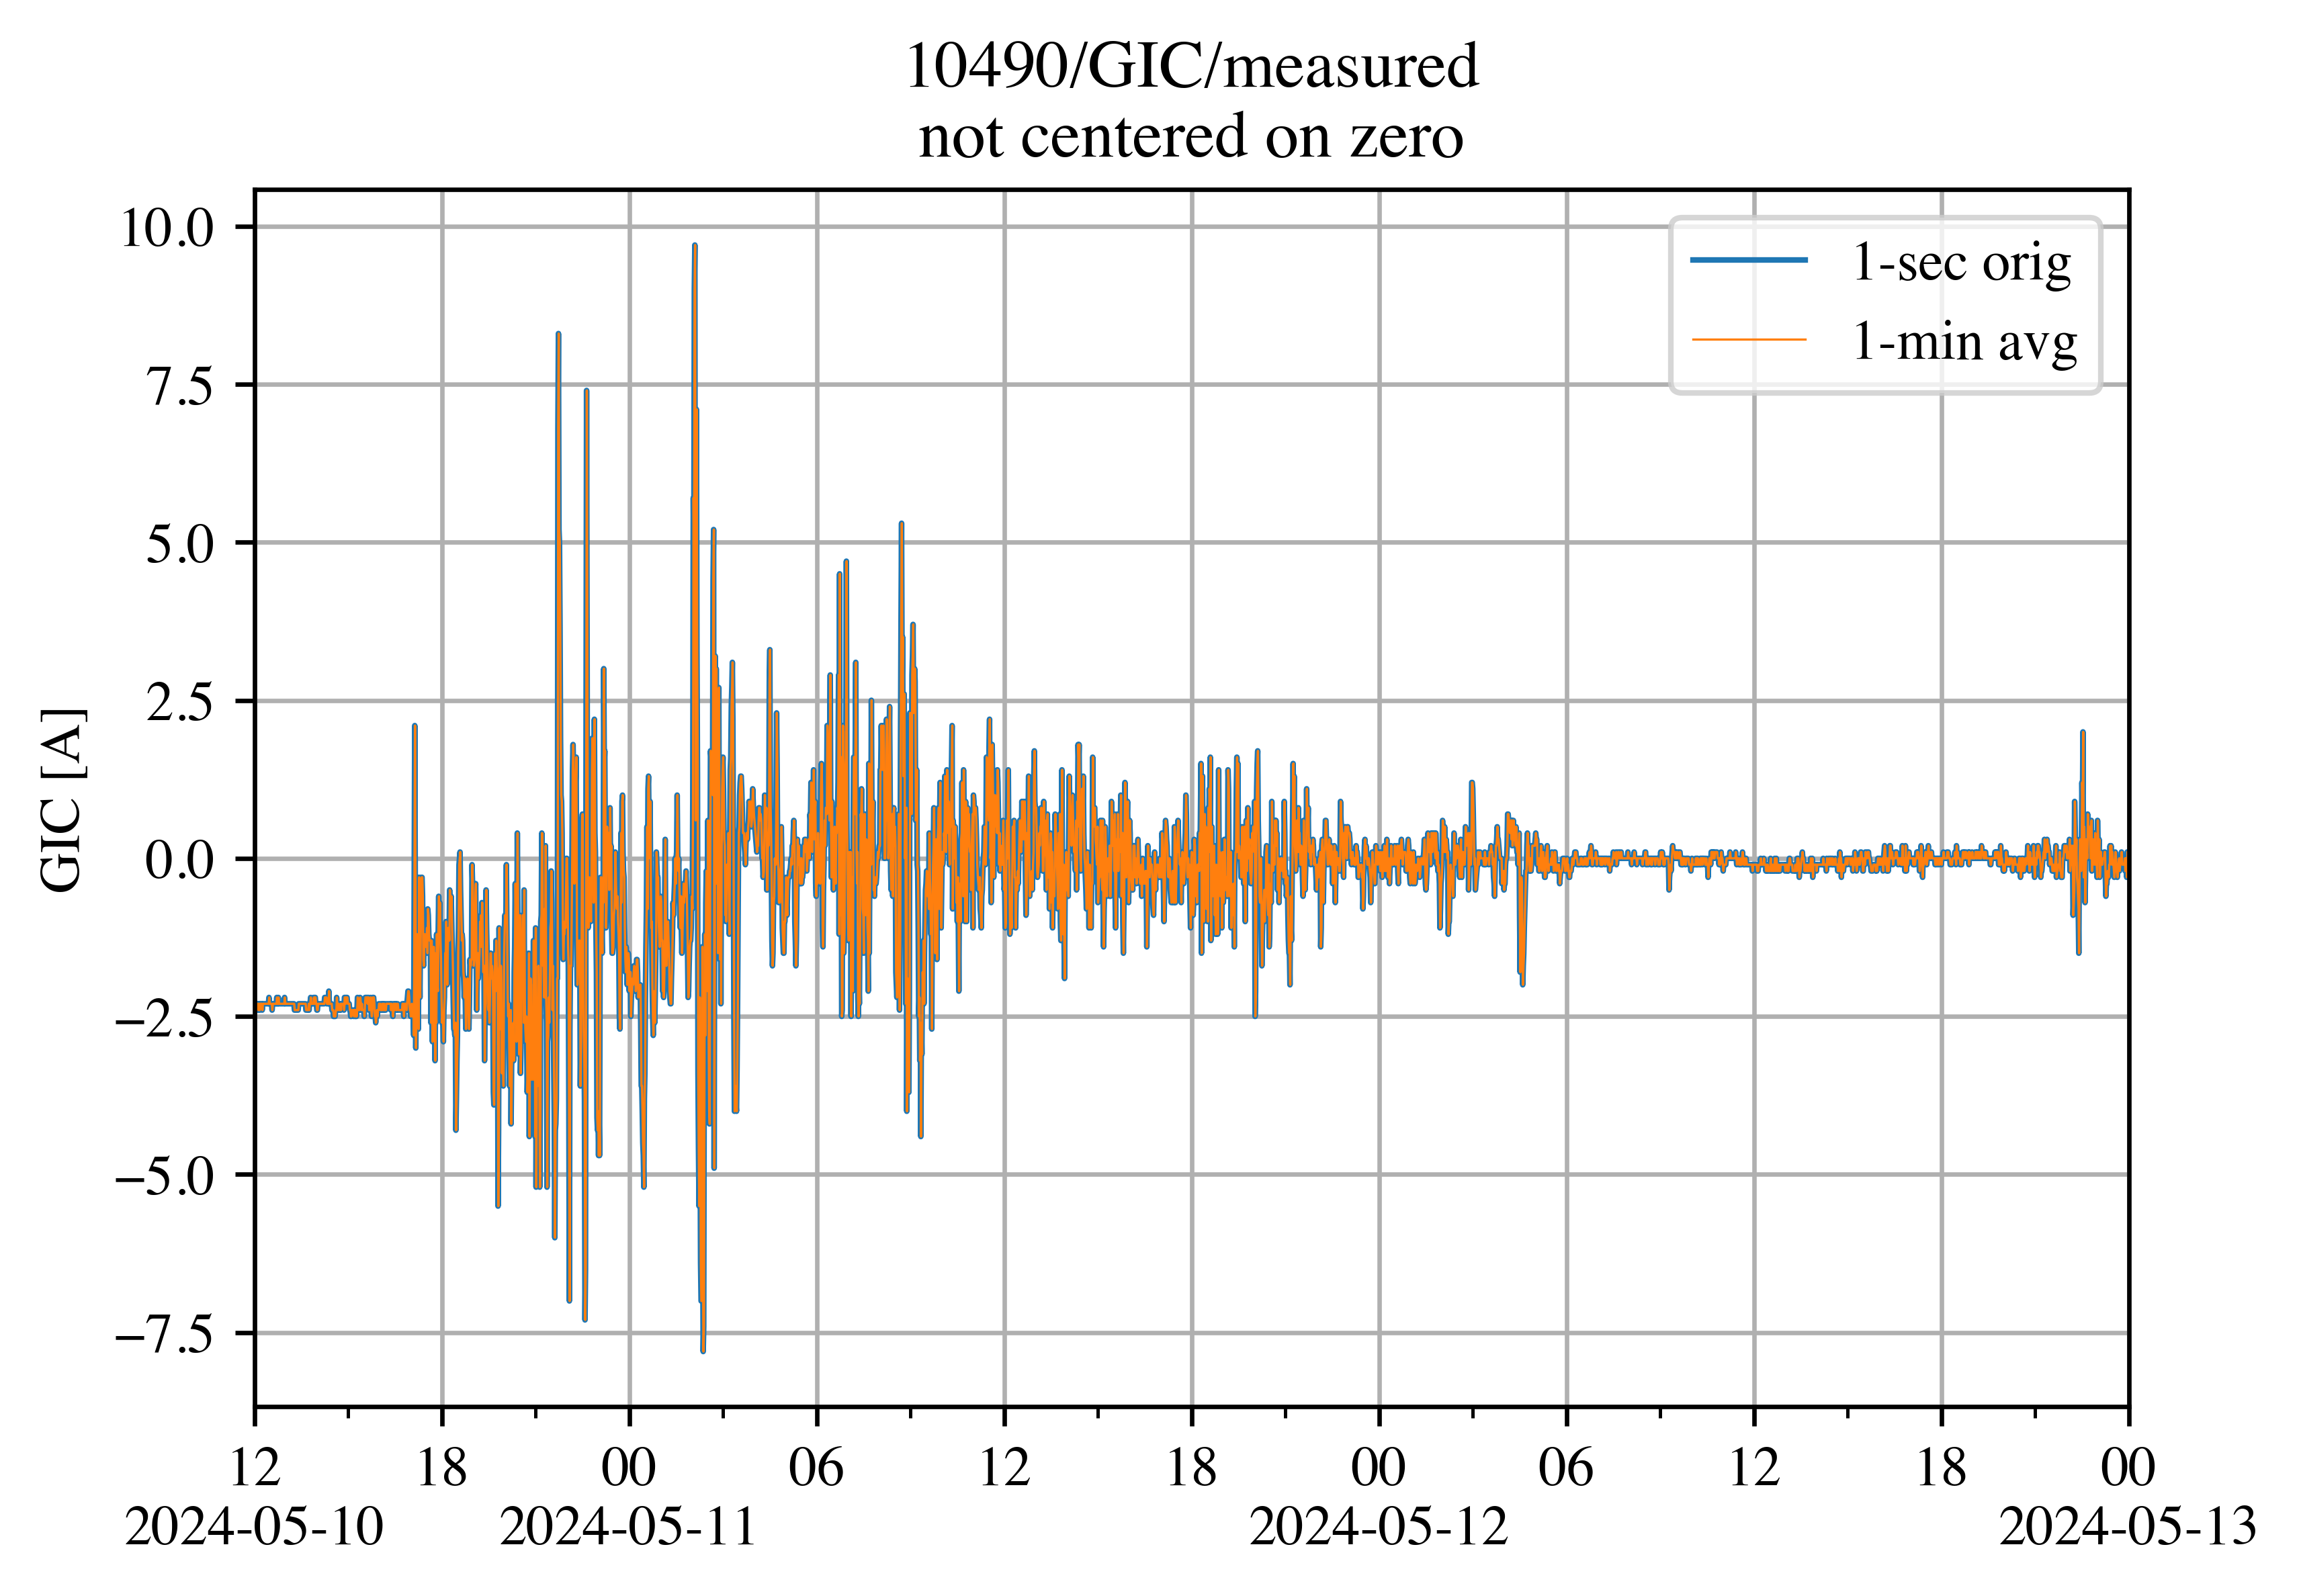 10490/GIC/measured
not centered on zero
1-sec orig
1-min avg
GIC [A]
10.0
7.5
5.0
2.5
0.0
−2.5
−5.0
−7.5
12 18 00 06 12 18 00 06 12 18 00
2024-05-10 2024-05-11 2024-05-12 2024-05-13